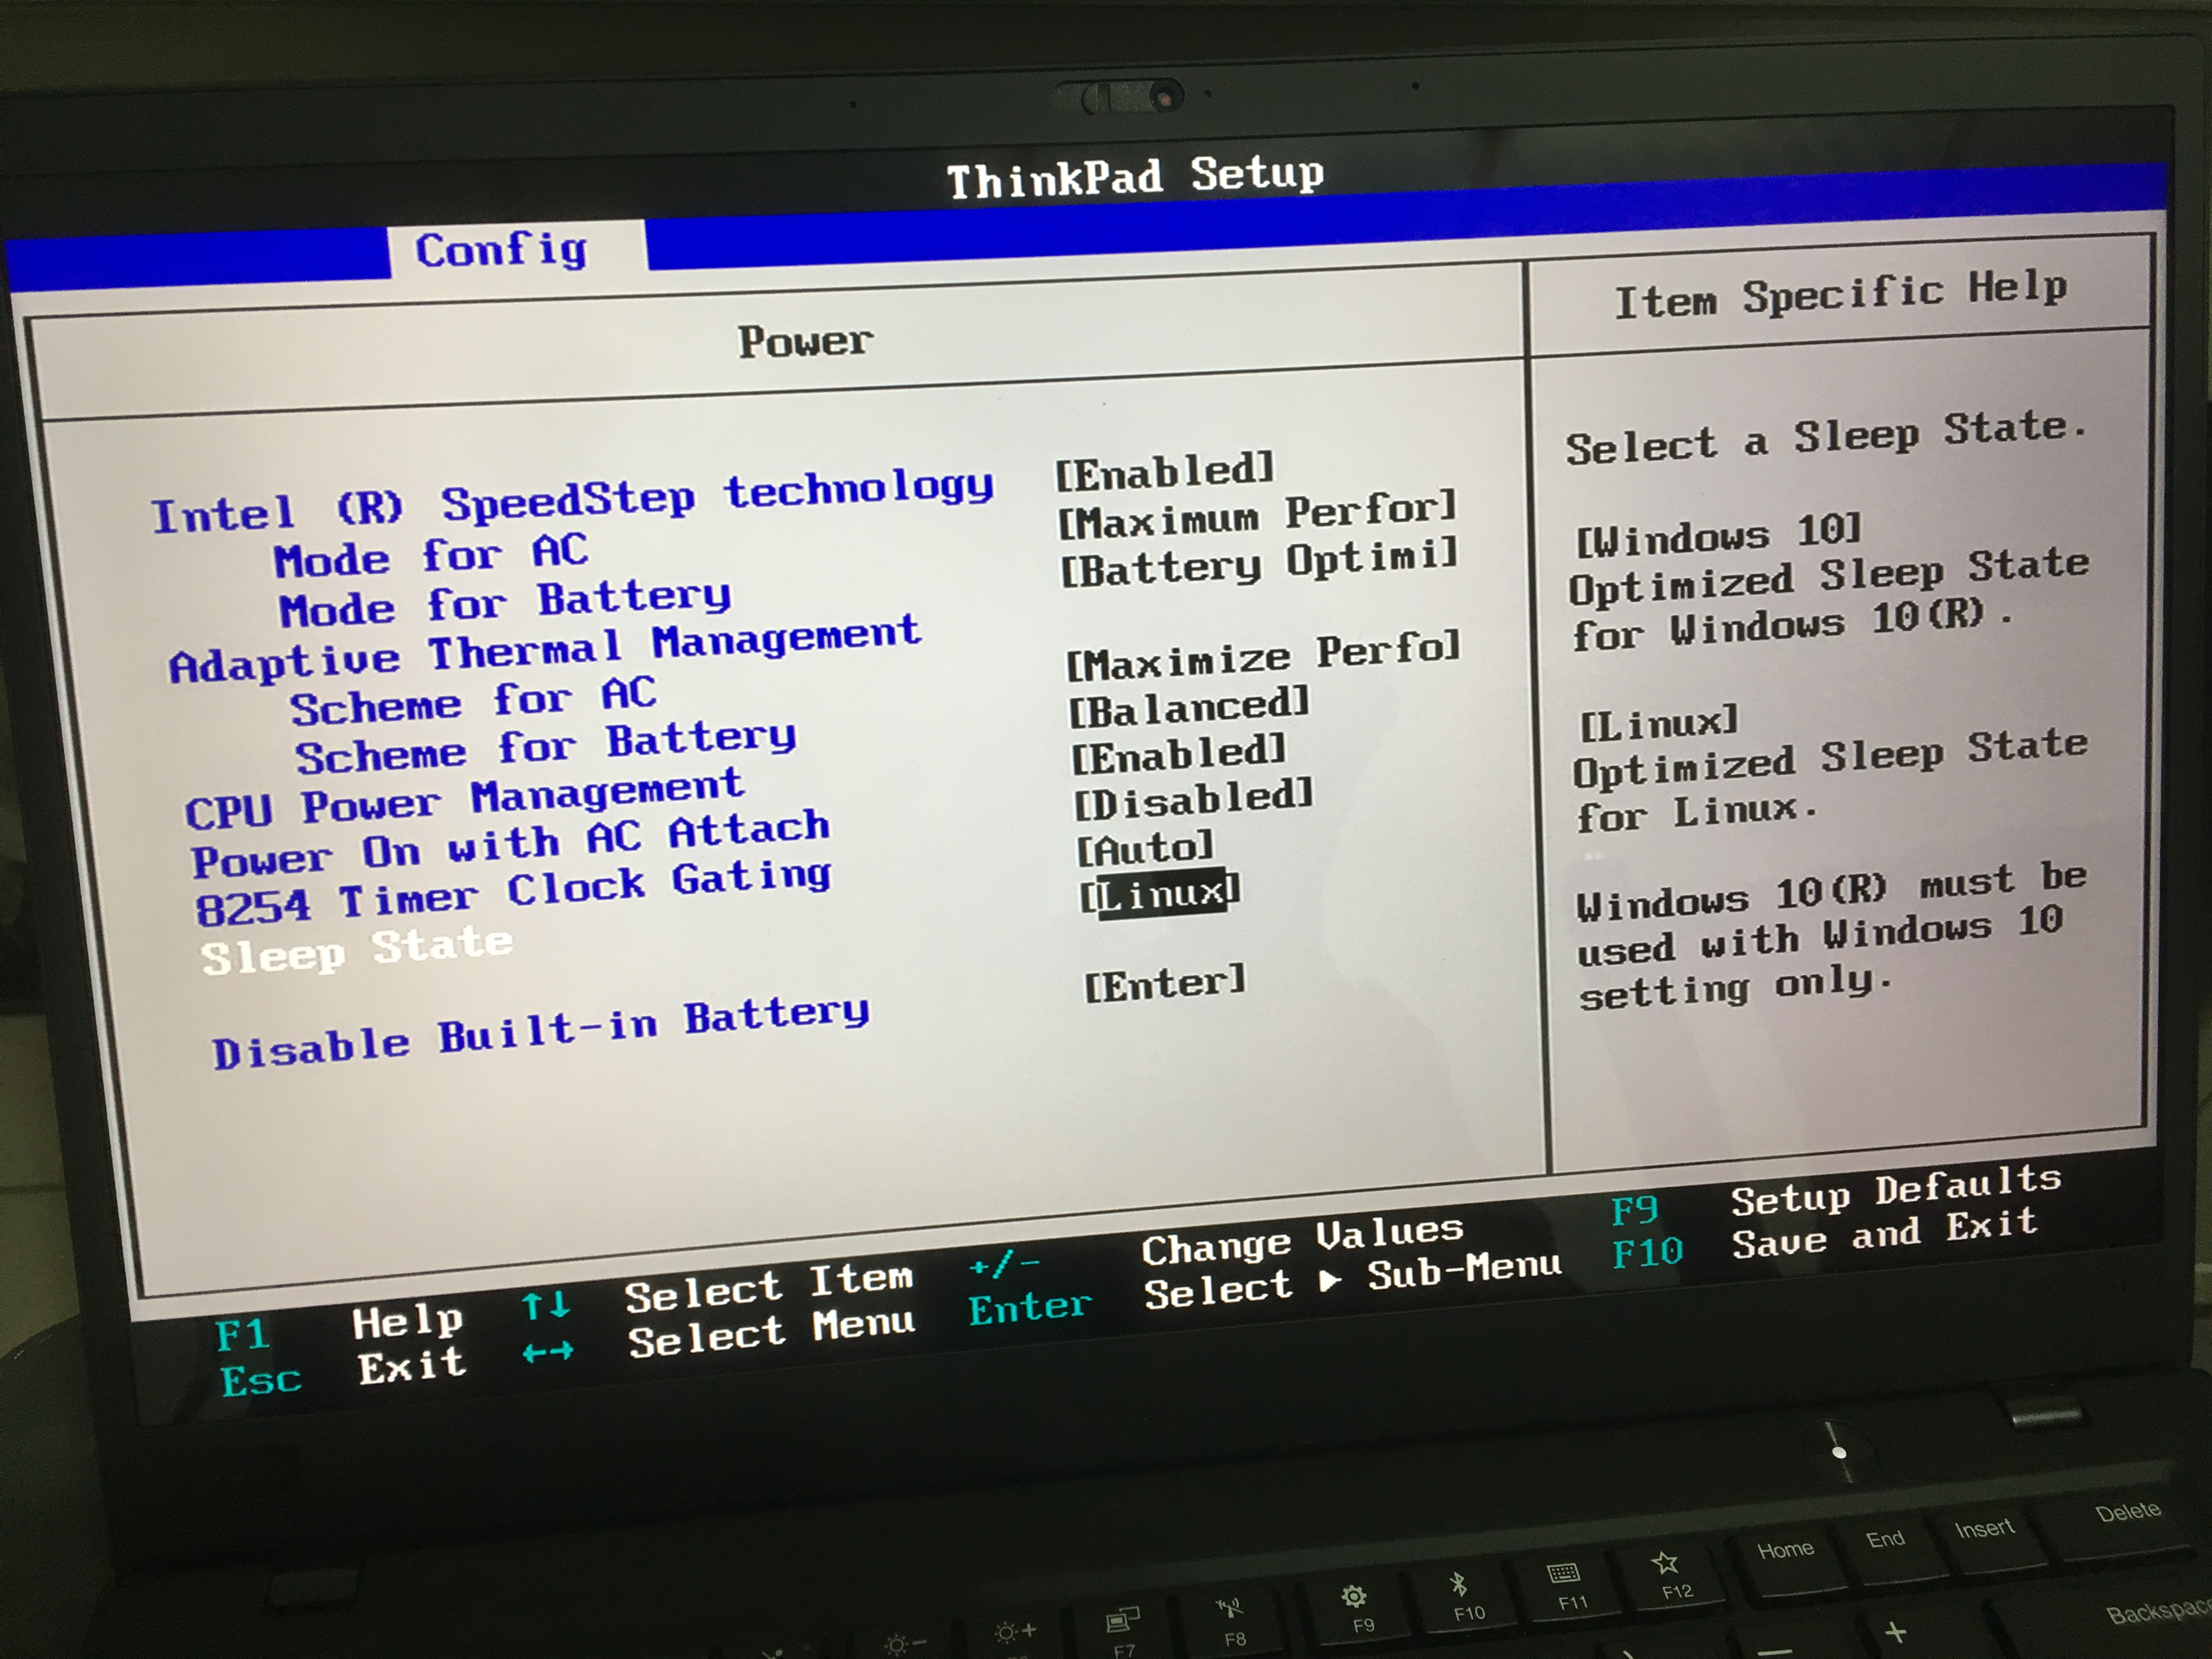 ThinkPad Setup
Config
Power
Item Specific Help
Intel (R) SpeedStep technology [Enabled]
Mode for AC [Maximum Perfor]
Mode for Battery [Battery Optimi]
Adaptive Thermal Management
Scheme for AC [Maximize Perfo]
Scheme for Battery [Balanced]
CPU Power Management [Enabled]
Power On with AC Attach [Disabled]
8254 Timer Clock Gating [Auto]
Sleep State [Linux]
Disable Built-in Battery [Enter]
Select a Sleep State.
[Windows 10]
Optimized Sleep State
for Windows 10(R).
[Linux]
Optimized Sleep State
for Linux.
Windows 10(R) must be
used with Windows 10
setting only.
F1 Help ↑↓ Select Item +/- Change Values F9 Setup Defaults
Esc Exit ←→ Select Menu Enter Select ▶ Sub-Menu F10 Save and Exit
Home End Insert Delete
F7 F8 F9 F10 F11 F12
Backspace